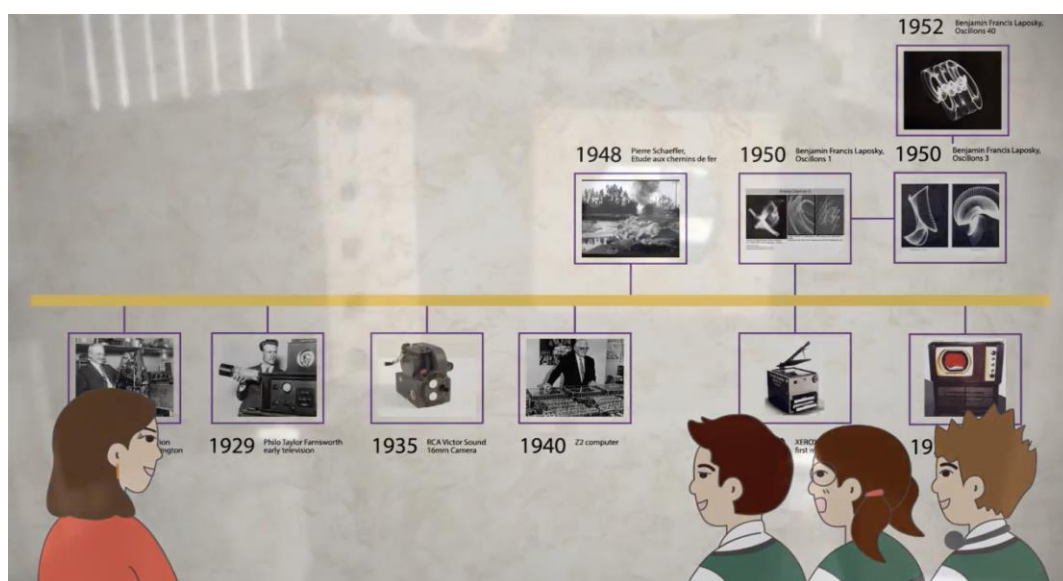 1952 Benjamin Francis Laposky,
Oscillons 40
1948 Pierre Schaeffer,
Etude aux chemins de fer
1950 Benjamin Francis Laposky,
Oscillons 1
1950 Benjamin Francis Laposky,
Oscillons 3
1929 Philo Taylor Farnsworth
early television
1935 RCA Victor Sound
16mm Camera
1940 Z2 computer
XEROX
first